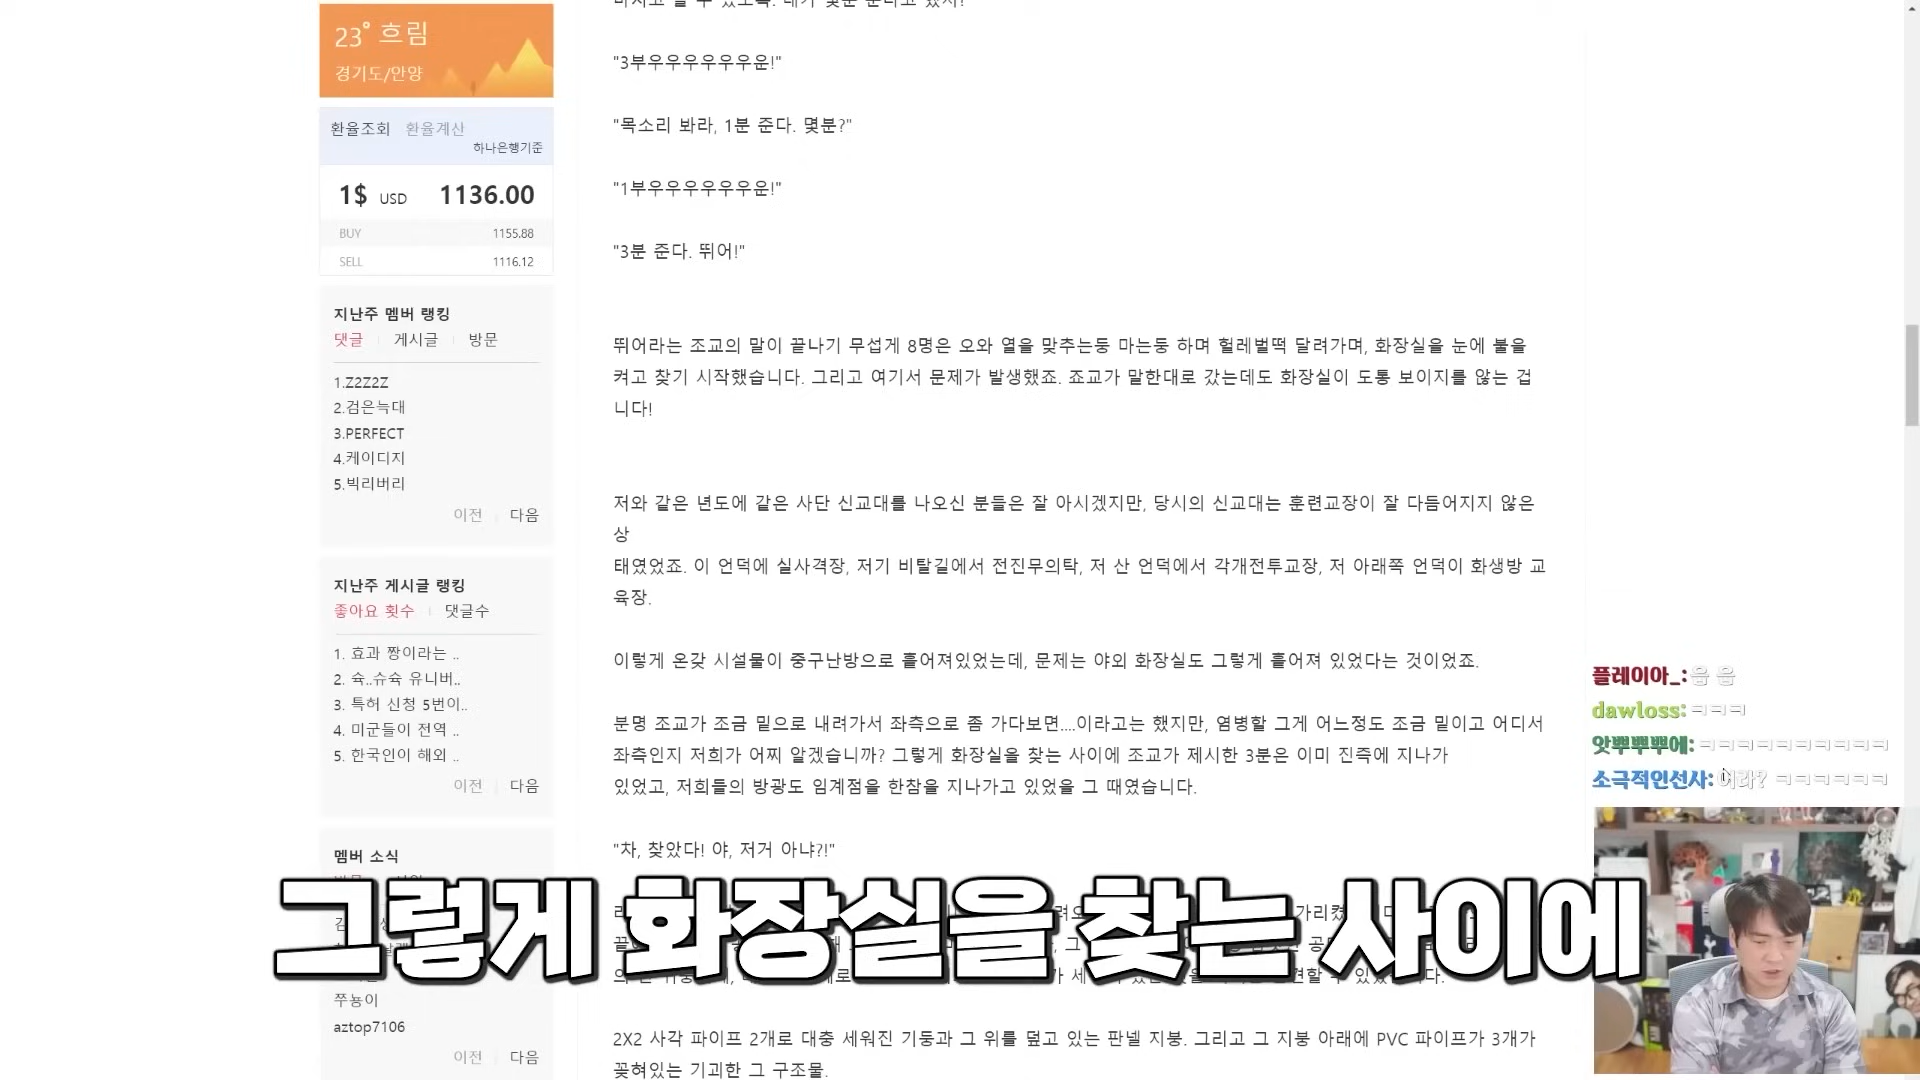 23° 흐림
경기도/안양
환율조회 환율계산
하나은행기준
1$ USD 1136.00
BUY 1155.88
SELL 1116.12
지난주 멤버 랭킹
댓글 게시글 방문
1.Z2Z2Z
2.검은늑대
3.PERFECT
4.케이디지
5.빅리버리
이전 다음
지난주 게시글 랭킹
좋아요 횟수 댓글수
1. 효과 짱이라는 ..
2. 슉..슈슉 유니버..
3. 특허 신청 5번이..
4. 미군들이 전역 ..
5. 한국인이 해외 ..
이전 다음
멤버 소식
쭈뇽이
aztop7106
이전 다음
"3부우우우우우우운!"
"목소리 봐라, 1분 준다. 몇분?"
"1부우우우우우우운!"
"3분 준다. 뛰어!"
뛰어라는 조교의 말이 끝나기 무섭게 8명은 오와 열을 맞추는둥 마는둥 하며 헐레벌떡 달려가며, 화장실을 눈에 불을
켜고 찾기 시작했습니다. 그리고 여기서 문제가 발생했죠. 죠교가 말한대로 갔는데도 화장실이 도통 보이지를 않는 겁
니다!
저와 같은 년도에 같은 사단 신교대를 나오신 분들은 잘 아시겠지만, 당시의 신교대는 훈련교장이 잘 다듬어지지 않은
상
태였었죠. 이 언덕에 실사격장, 저기 비탈길에서 전진무의탁, 저 산 언덕에서 각개전투교장, 저 아래쪽 언덕이 화생방 교
육장.
이렇게 온갖 시설물이 중구난방으로 흩어져있었는데, 문제는 야외 화장실도 그렇게 흩어져 있었다는 것이었죠.
분명 조교가 조금 밑으로 내려가서 좌측으로 좀 가다보면....이라고는 했지만, 염병할 그게 어느정도 조금 밑이고 어디서
좌측인지 저희가 어찌 알겠습니까? 그렇게 화장실을 찾는 사이에 조교가 제시한 3분은 이미 진즉에 지나가
있었고, 저희들의 방광도 임계점을 한참을 지나가고 있었을 그 때였습니다.
"차, 찾았다! 야, 저거 아냐?!"
그렇게 화장실을 찾는 사이에
2X2 사각 파이프 2개로 대충 세워진 기둥과 그 위를 덮고 있는 판넬 지붕. 그리고 그 지붕 아래에 PVC 파이프가 3개가
꽂혀있는 기괴한 그 구조물.
플레이아_: 읍 읍
dawloss: ㅋㅋㅋ
앗뿌뿌뿌에: ㅋㅋㅋㅋㅋㅋㅋㅋㅋㅋ
소극적인선사: 어라? ㅋㅋㅋㅋㅋㅋ